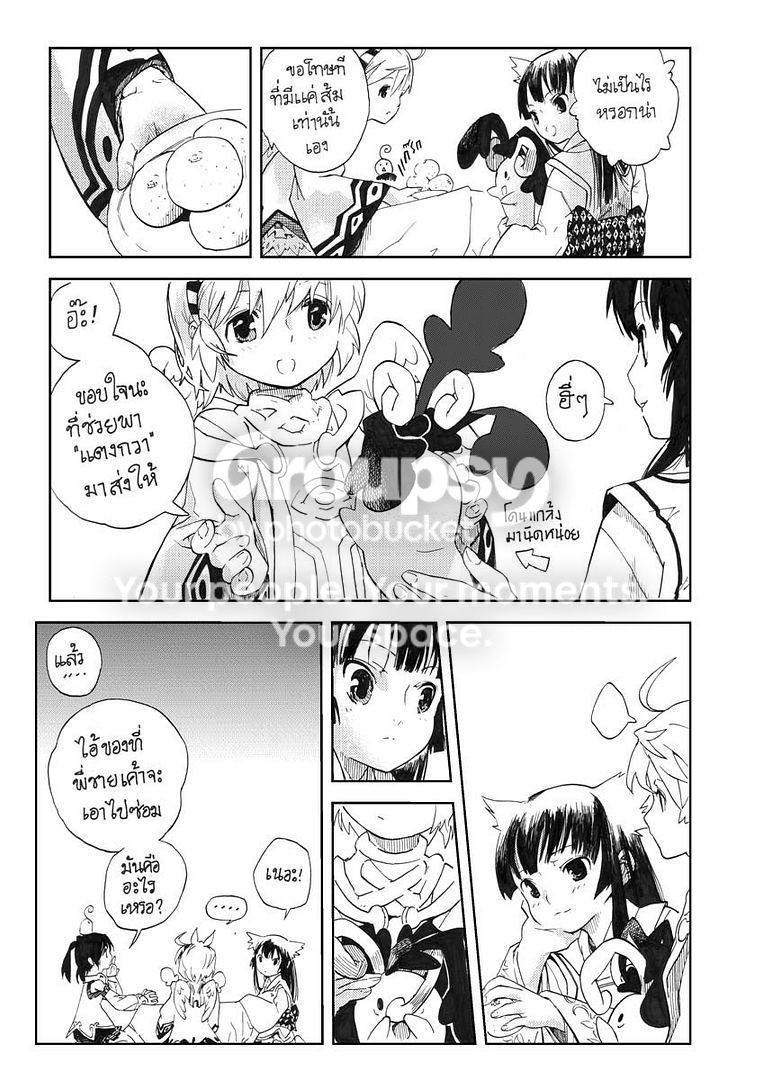 ไม่เป็นไร
หรอกน่า
ขอโทษที
ที่มีแค่ส้ม
เท่านั้น
เอง
แก๊รก
อ๊ะ!
ขอบใจนะ
ที่ช่วยพา
"แตงกวา"
มาส่งให้
ฮี่ๆ
โดนแกล้ง
มานิดหน่อย
Groupsy
by photobucket
Your people. Your moments.
Your space.
แล้ว
....
ไอ้ของที่
พี่ชายเค้าจะ
เอาไปซ่อม
มันคือ
อะไร
เหรอ?
....
เนอะ!